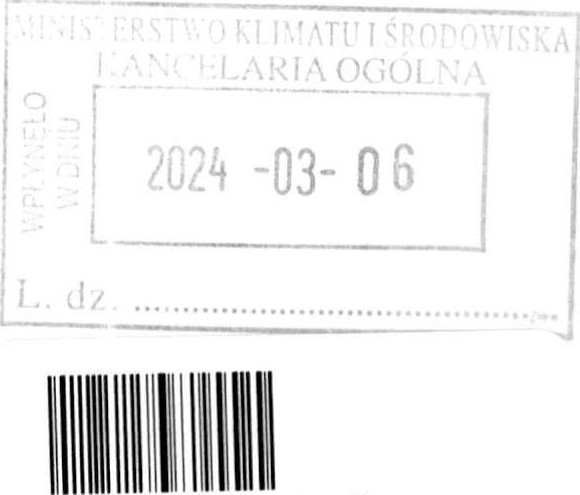 MINISTERSTWO KLIMATU I ŚRODOWISKA
KANCELARIA OGÓLNA
WPŁYNĘŁO
W DNIU
2024 -03- 06
L. dz. ........................................